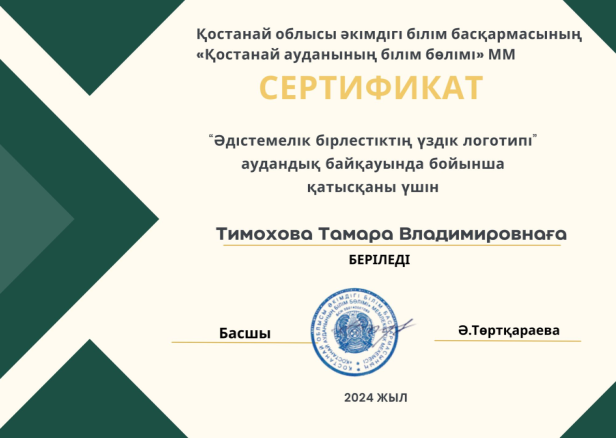 Қостанай облысы әкімдігі білім басқармасының
«Қостанай ауданының білім бөлімі» ММ
СЕРТИФИКАТ
“Әдістемелік бірлестіктің үздік логотипі”
аудандық байқауында бойынша
қатысқаны үшін
Тимохова Тамара Владимировнаға
БЕРІЛЕДІ
Басшы
Ә.Төртқараева
2024 ЖЫЛ